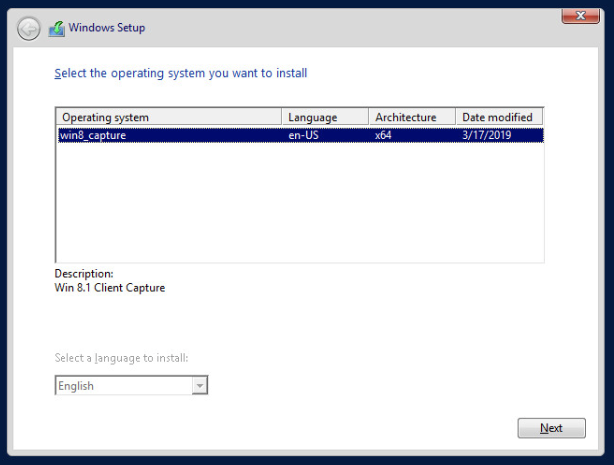 Windows Setup
Select the operating system you want to install
Operating system Language Architecture Date modified
win8_capture en-US x64 3/17/2019
Description:
Win 8.1 Client Capture
Select a language to install:
English
Next